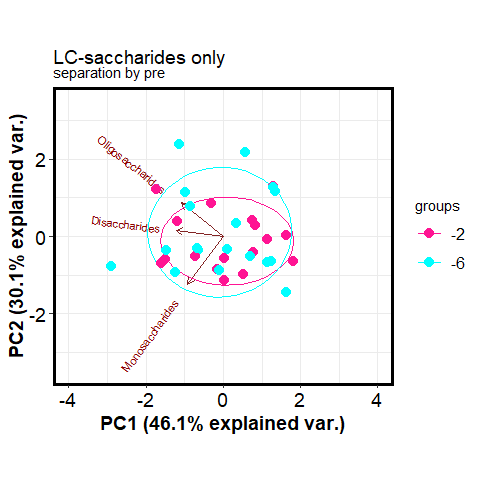 LC-saccharides only
separation by pre
PC2 (30.1% explained var.)
2
0
-2
Oligosaccharides
Disaccharides
Monosaccharides
-4
-2
0
2
4
PC1 (46.1% explained var.)
groups
-2
-6